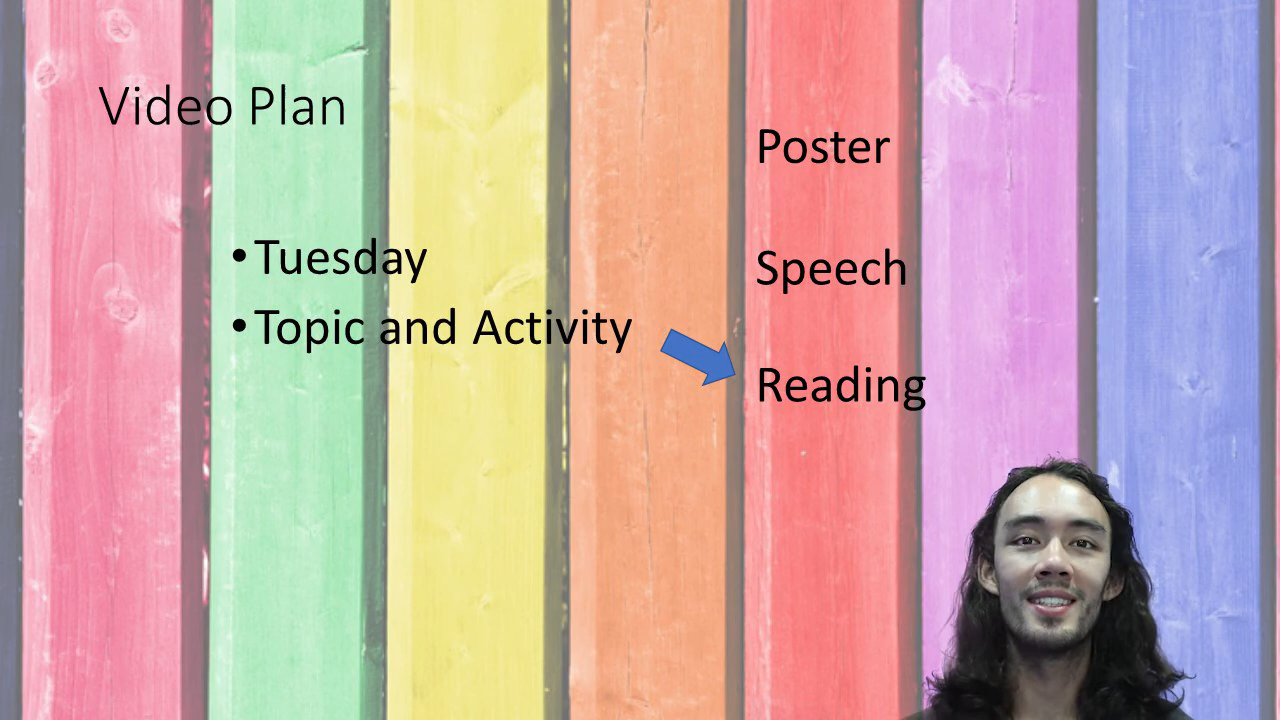 Video Plan
• Tuesday
• Topic and Activity
Poster
Speech
Reading